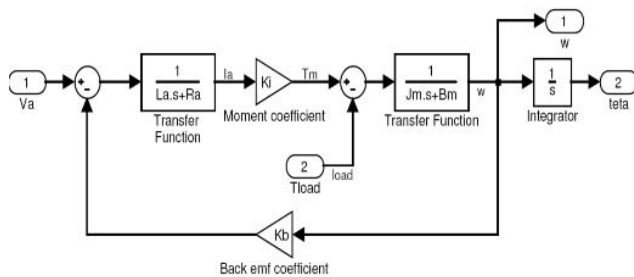 1
Va
+
-
1
La.s+Ra
Transfer
Function
Ia
Ki
Moment coefficient
Tm
+
-
2
Tload
load
1
Jm.s+Bm
Transfer Function
w
1
w
1
s
Integrator
2
teta
Kb
Back emf coefficient